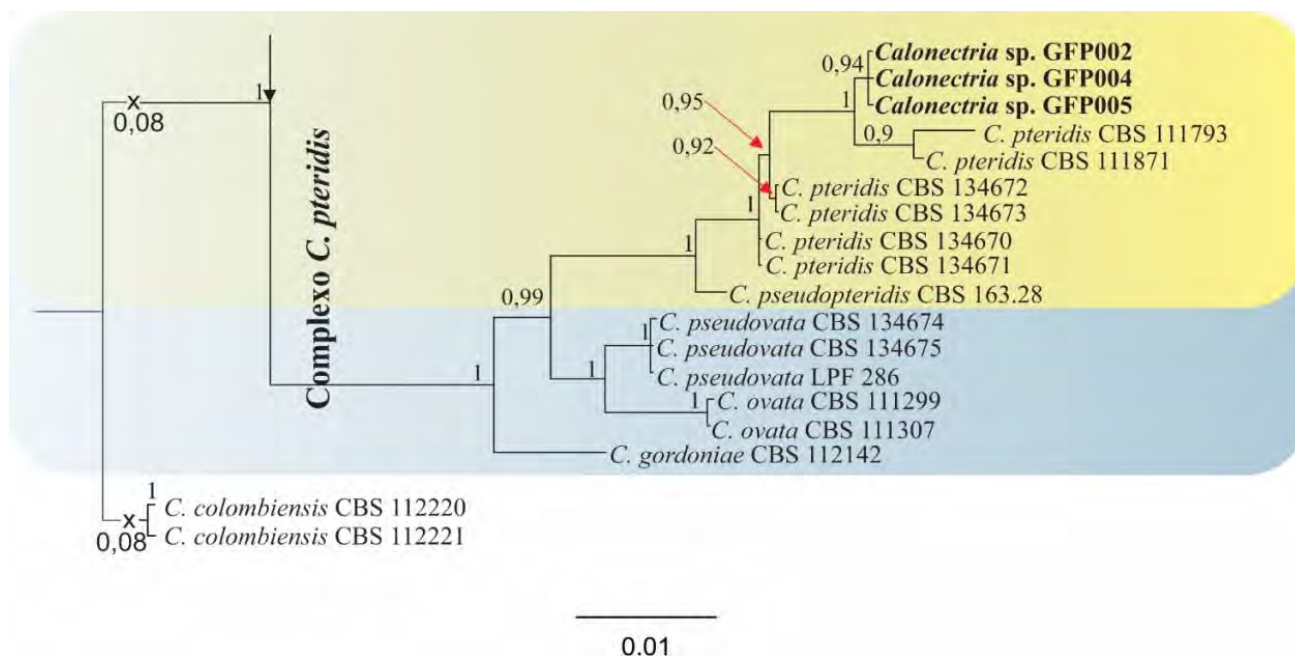 Calonectria sp. GFP002
0,94
Calonectria sp. GFP004
1
x
0,08
0,95
1
Calonectria sp. GFP005
0,9
C. pteridis CBS 111793
0,92
C. pteridis CBS 111871
C. pteridis CBS 134672
1
C. pteridis CBS 134673
1
C. pteridis CBS 134670
C. pteridis CBS 134671
Complexo C. pteridis
0,99
C. pseudopteridis CBS 163.28
C. pseudovata CBS 134674
1
C. pseudovata CBS 134675
1
1
C. pseudovata LPF 286
1
C. ovata CBS 111299
C. ovata CBS 111307
C. gordoniae CBS 112142
1
C. colombiensis CBS 112220
x
0,08
C. colombiensis CBS 112221
0.01